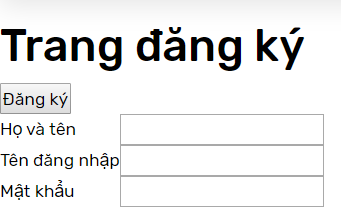 Trang đăng ký
Đăng ký
Họ và tên
Tên đăng nhập
Mật khẩu